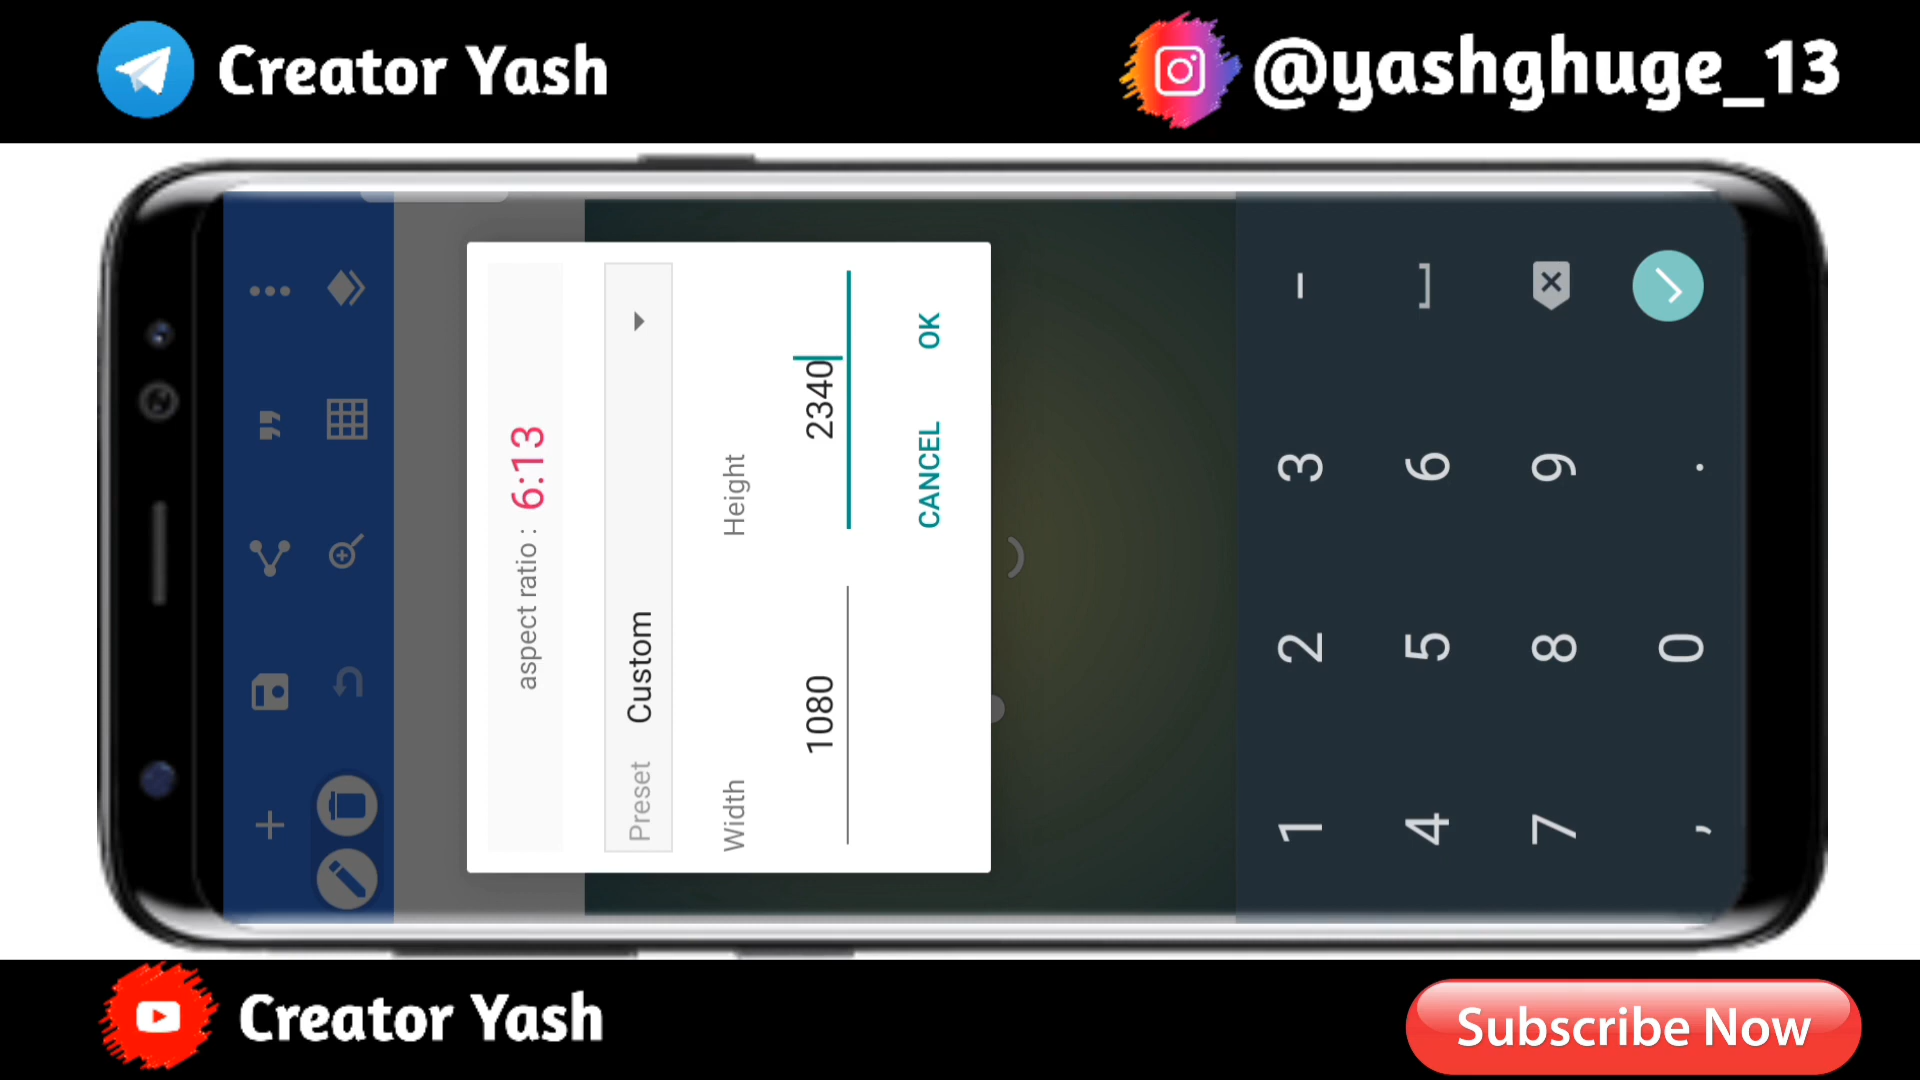 Creator Yash
@yashghuge_13
aspect ratio : 6:13
Preset Custom
Width Height
1080 2340
CANCEL OK
1 2 3 -
4 5 6 ]
7 8 9
, 0 .
Creator Yash
Subscribe Now